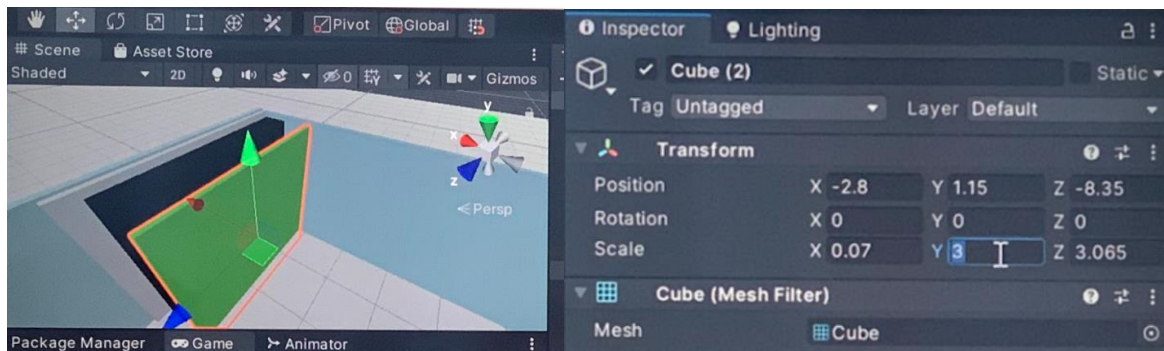 Pivot Global
Scene Asset Store
Shaded 2D 0 Gizmos
y
x
z
Persp
Package Manager Game Animator
Inspector Lighting
Cube (2) Static
Tag Untagged Layer Default
Transform
Position X -2.8 Y 1.15 Z -8.35
Rotation X 0 Y 0 Z 0
Scale X 0.07 Y 3 Z 3.065
Cube (Mesh Filter)
Mesh Cube